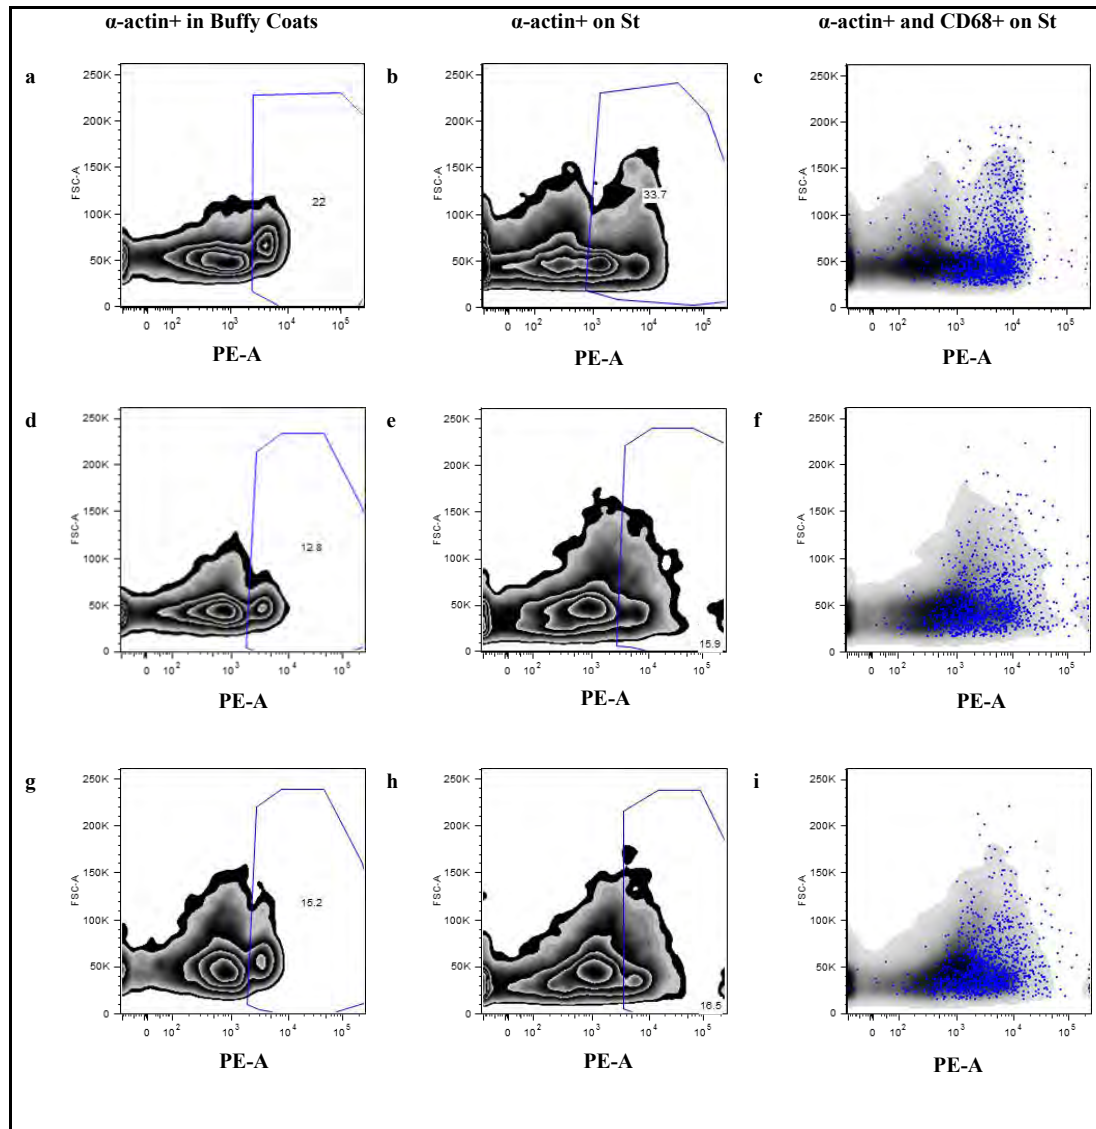 α-actin+ in Buffy Coats α-actin+ on St α-actin+ and CD68+ on St
a b c
250K 250K 250K
200K 200K 200K
150K 150K 150K
100K 100K 100K
50K 50K 50K
0 0 0
FSC-A FSC-A FSC-A
22 33.7
0 10² 10³ 10⁴ 10⁵ 0 10² 10³ 10⁴ 10⁵ 0 10² 10³ 10⁴ 10⁵
PE-A PE-A PE-A
d e f
250K 250K 250K
200K 200K 200K
150K 150K 150K
100K 100K 100K
50K 50K 50K
0 0 0
FSC-A FSC-A FSC-A
12.8 15.9
0 10² 10³ 10⁴ 10⁵ 0 10² 10³ 10⁴ 10⁵ 0 10² 10³ 10⁴ 10⁵
PE-A PE-A PE-A
g h i
250K 250K 250K
200K 200K 200K
150K 150K 150K
100K 100K 100K
50K 50K 50K
0 0 0
FSC-A FSC-A FSC-A
15.2 16.5
0 10² 10³ 10⁴ 10⁵ 0 10² 10³ 10⁴ 10⁵ 0 10² 10³ 10⁴ 10⁵
PE-A PE-A PE-A